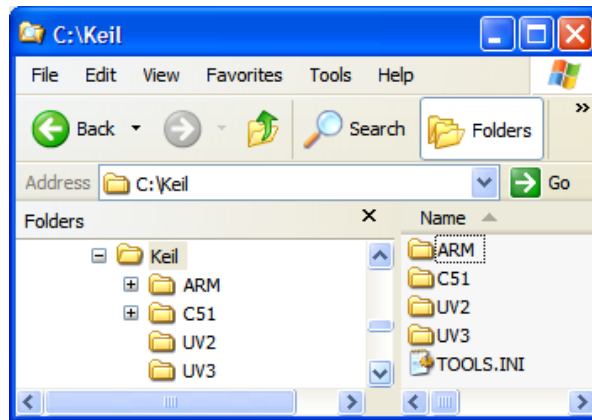 C:\Keil
File Edit View Favorites Tools Help
Back Search Folders »
Address C:\Keil Go
Folders Name
Keil
ARM
C51
UV2
UV3
ARM
C51
UV2
UV3
TOOLS.INI